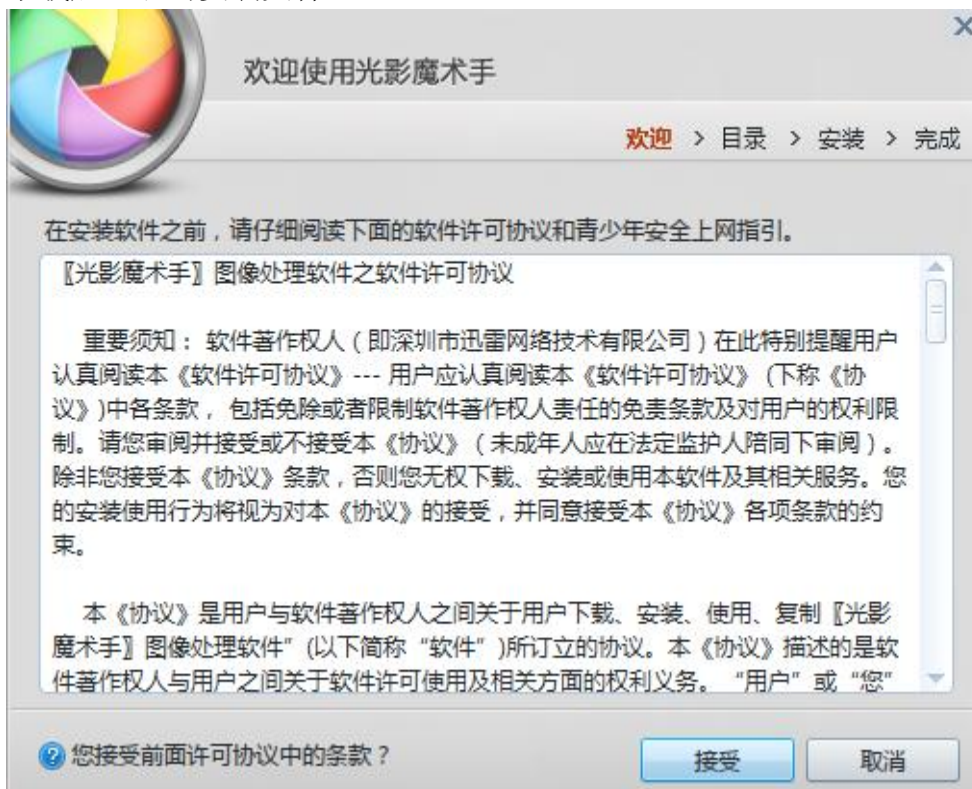 欢迎使用光影魔术手
欢迎 > 目录 > 安装 > 完成
在安装软件之前，请仔细阅读下面的软件许可协议和青少年安全上网指引。
〖光影魔术手〗图像处理软件之软件许可协议
重要须知：软件著作权人（即深圳市迅雷网络技术有限公司）在此特别提醒用户
认真阅读本《软件许可协议》--- 用户应认真阅读本《软件许可协议》 (下称《协
议》)中各条款， 包括免除或者限制软件著作权人责任的免责条款及对用户的权利限
制。请您审阅并接受或不接受本《协议》（未成年人应在法定监护人陪同下审阅）。
除非您接受本《协议》条款，否则您无权下载、安装或使用本软件及其相关服务。您
的安装使用行为将视为对本《协议》的接受，并同意接受本《协议》各项条款的约
束。
本《协议》是用户与软件著作权人之间关于用户下载、安装、使用、复制〖光影
魔术手〗图像处理软件”(以下简称“软件”)所订立的协议。本《协议》描述的是软
件著作权人与用户之间关于软件许可使用及相关方面的权利义务。 “用户”或“您”
您接受前面许可协议中的条款？
接受
取消